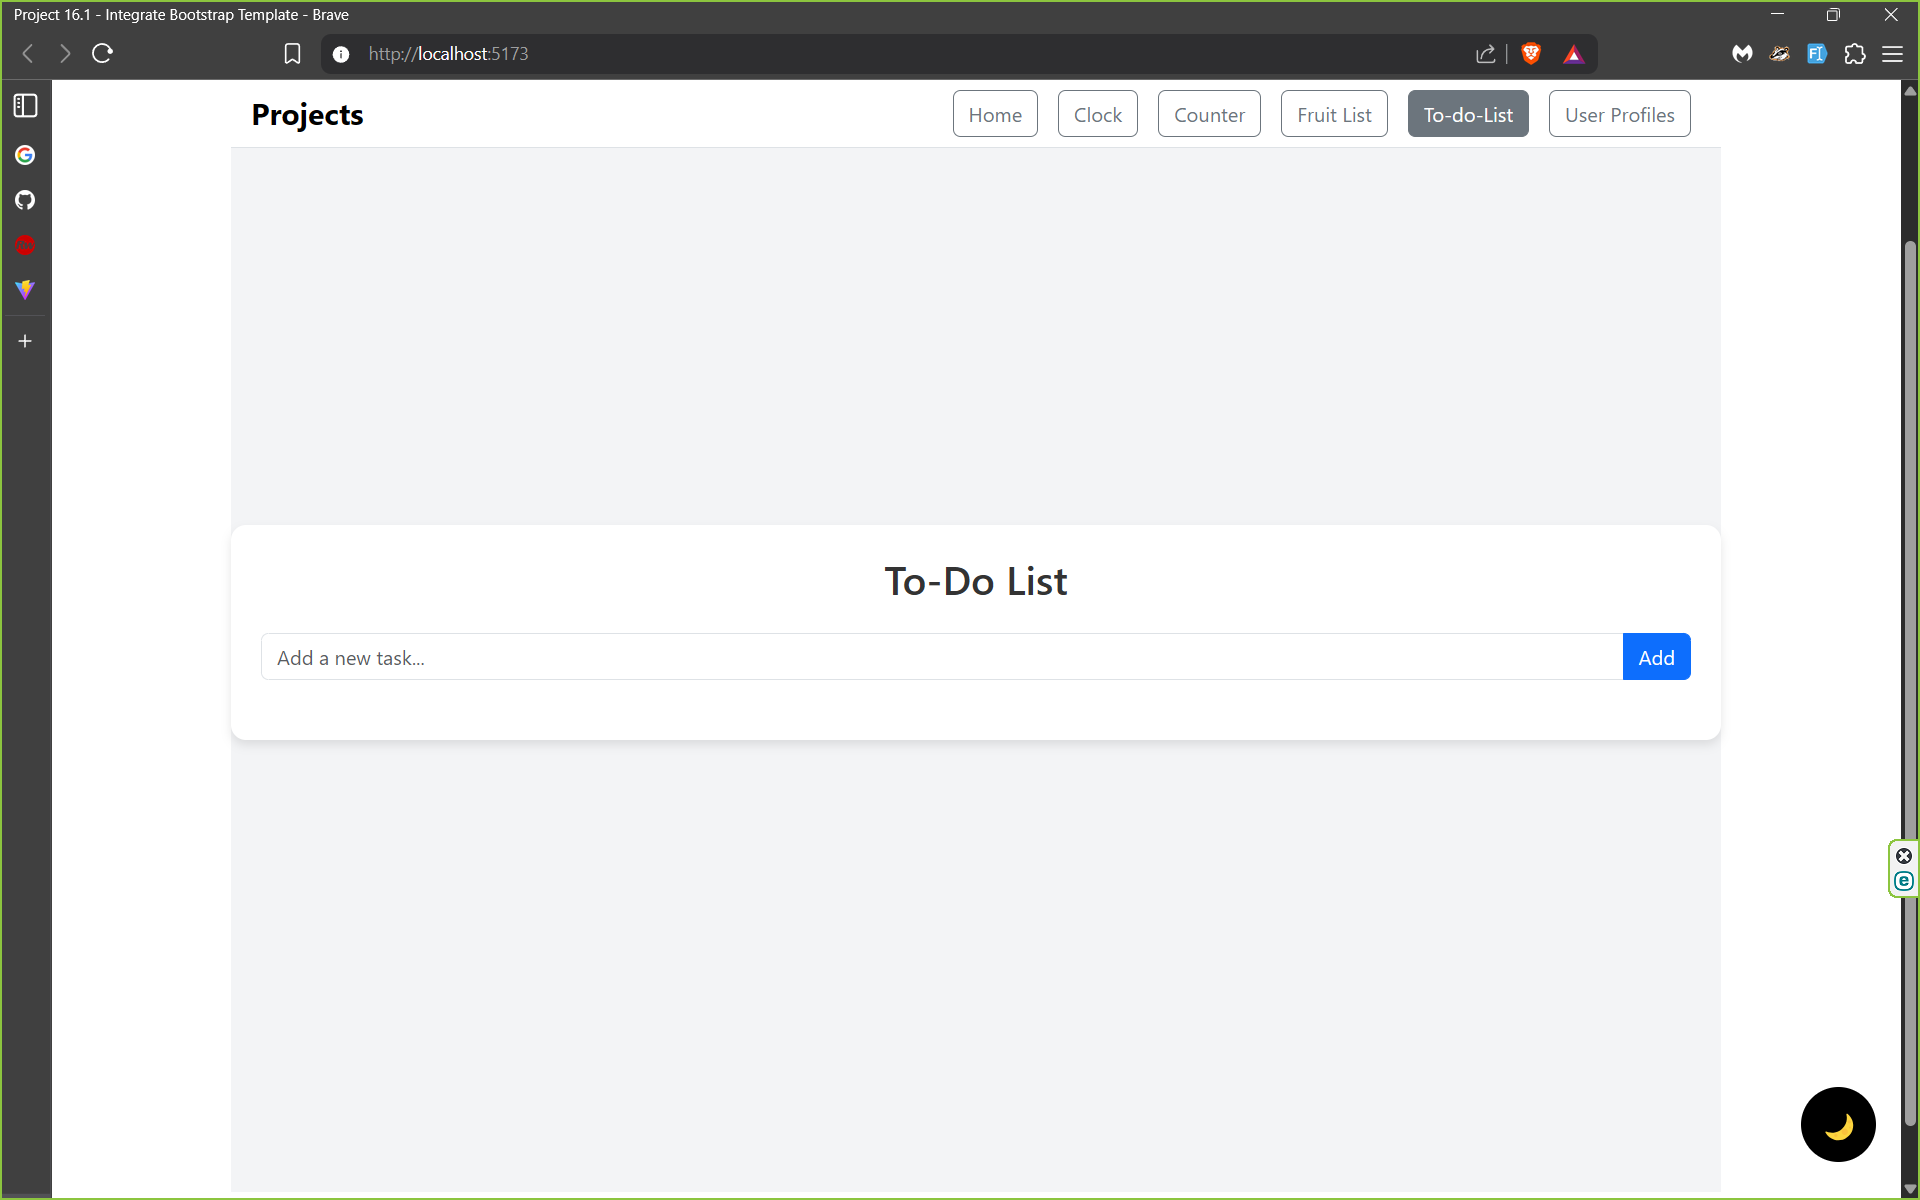 Project 16.1 - Integrate Bootstrap Template - Brave
http://localhost:5173
Projects
Home
Clock
Counter
Fruit List
To-do-List
User Profiles
To-Do List
Add a new task...
Add